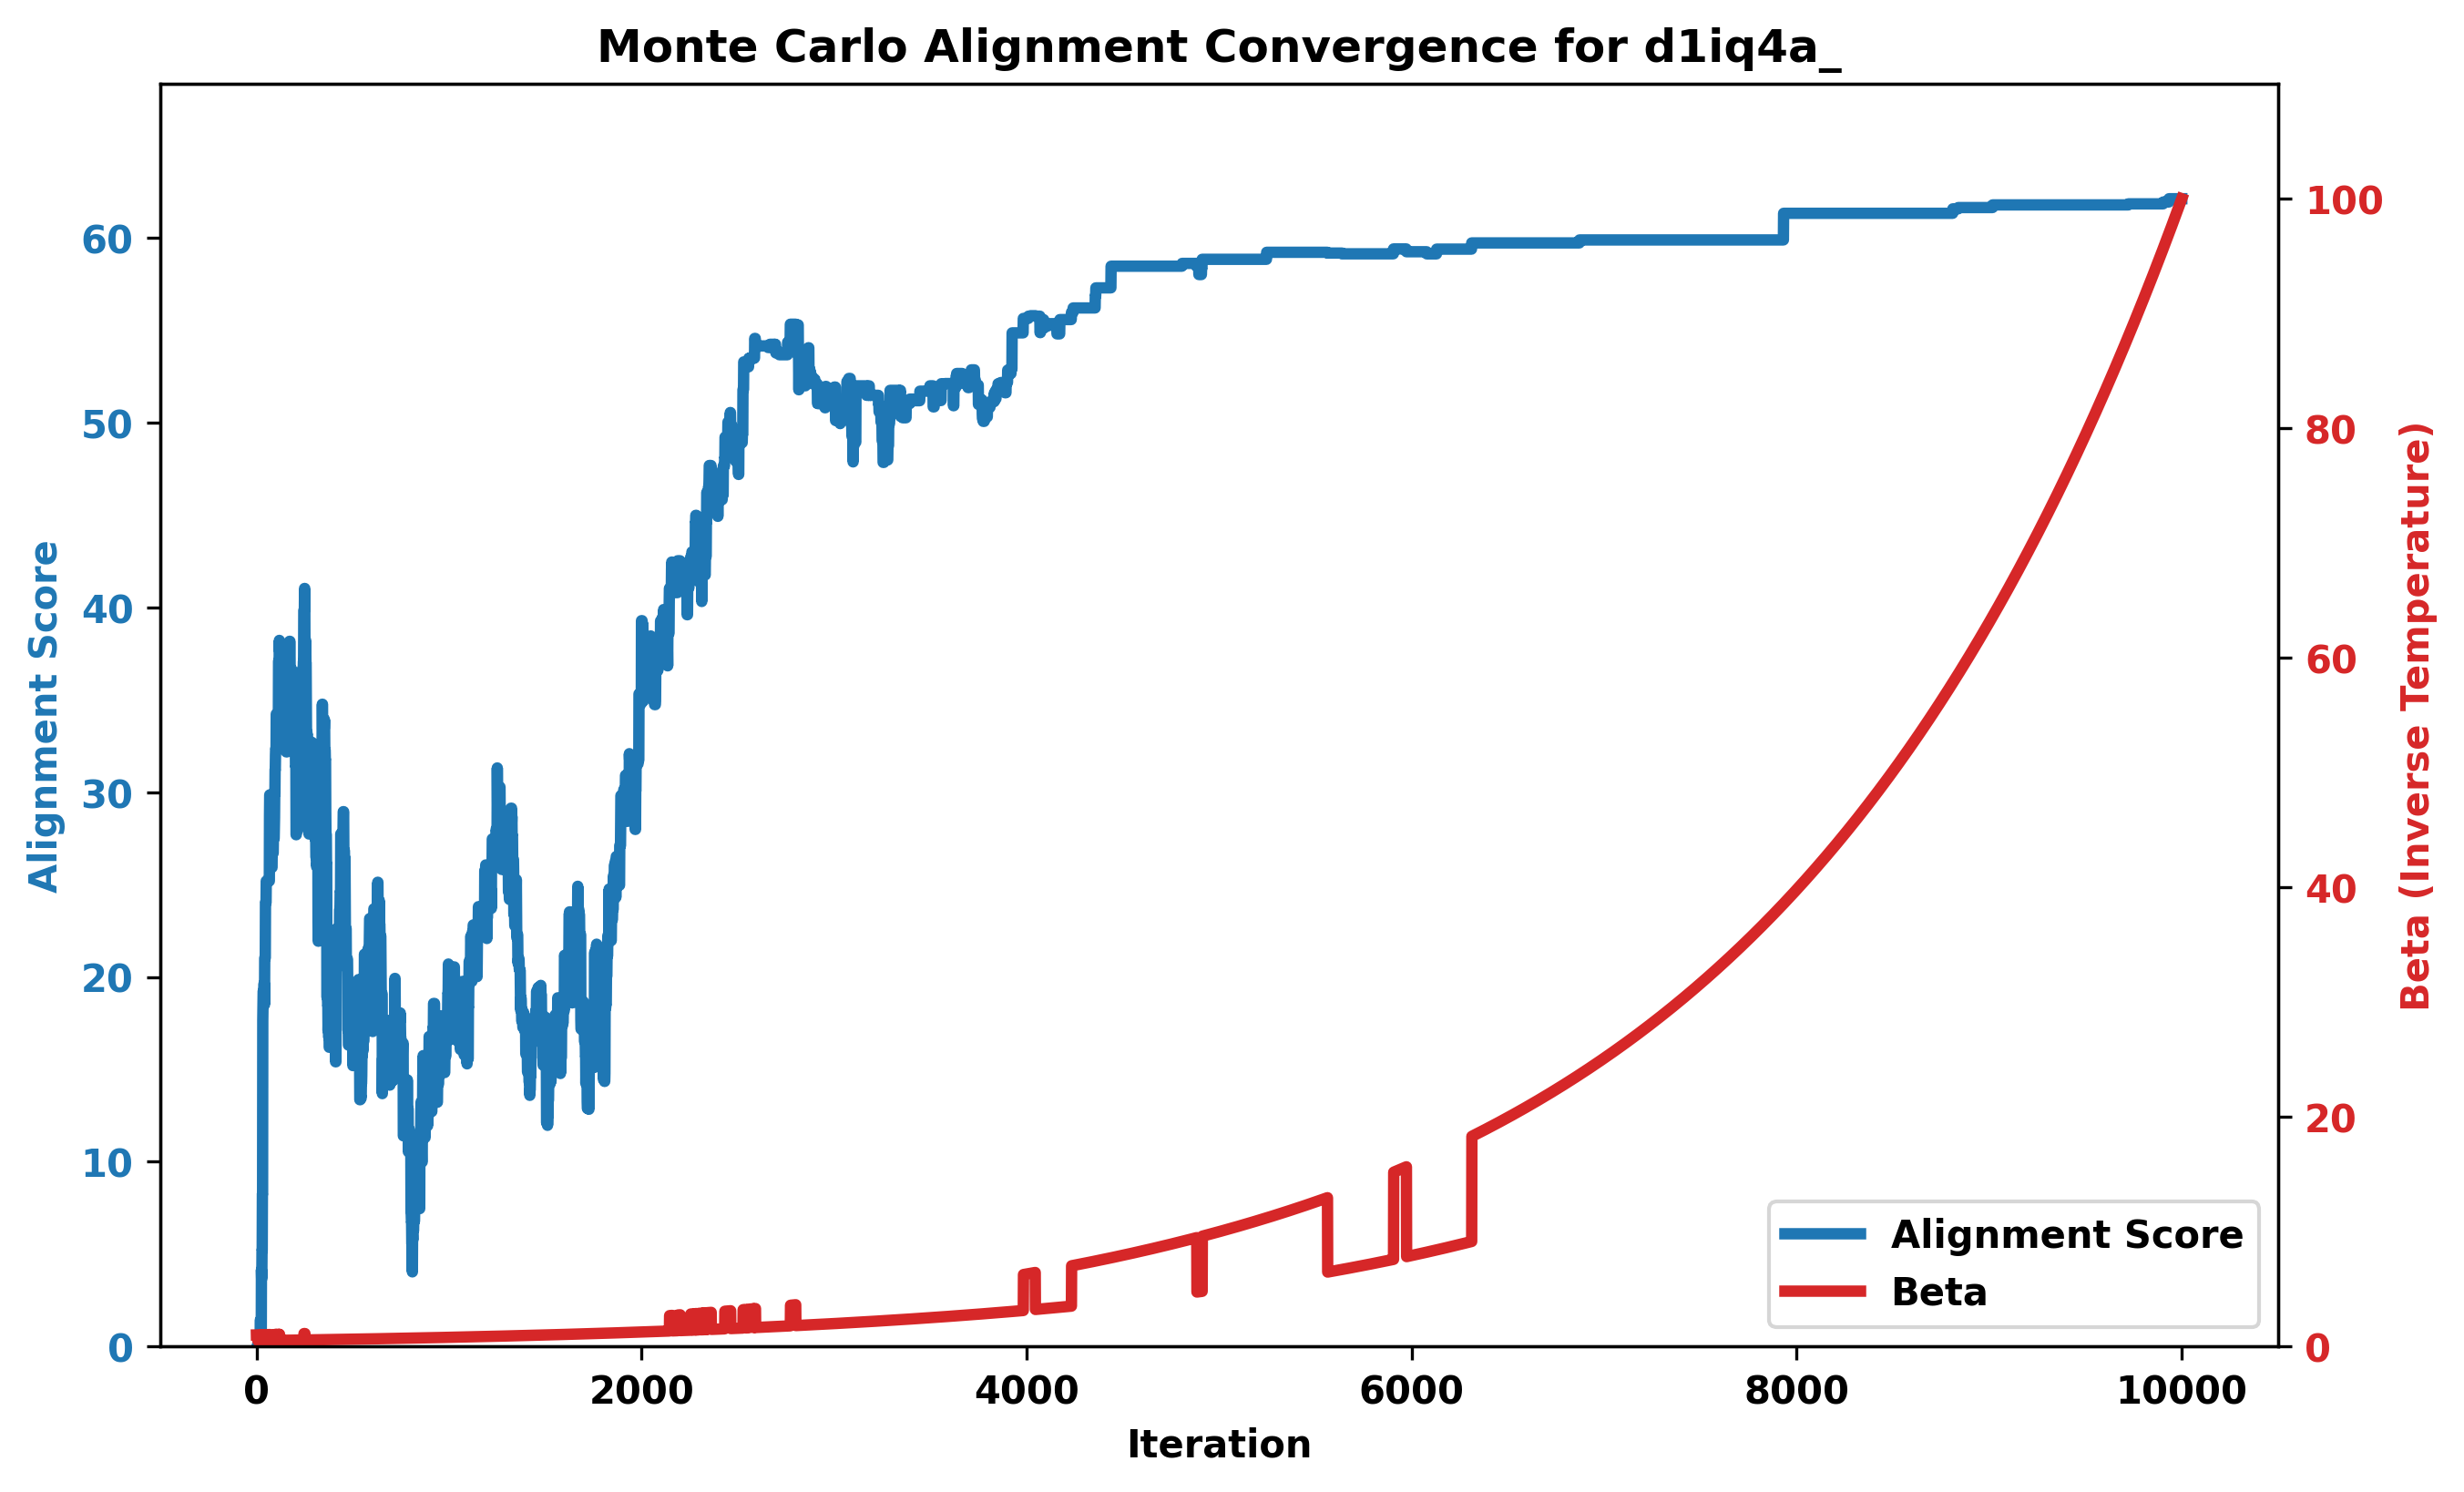 Monte Carlo Alignment Convergence for d1iq4a_
60
50
40
30
20
10
0
Alignment Score
100
80
60
40
20
0
Beta (Inverse Temperature)
Alignment Score
Beta
0 2000 4000 6000 8000 10000
Iteration